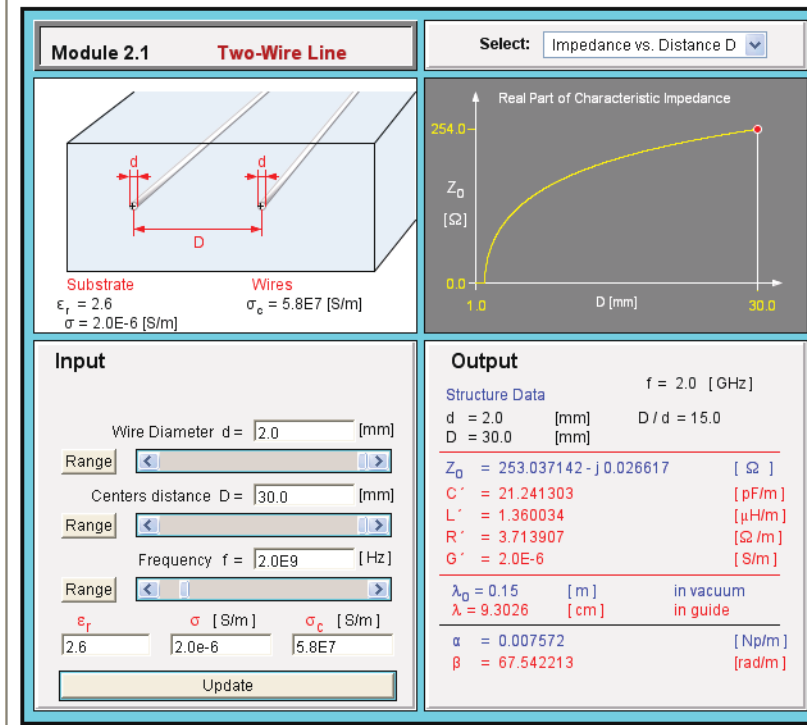 Module 2.1 Two-Wire Line
Select: Impedance vs. Distance D
d d
D
Substrate Wires
εr = 2.6 σc = 5.8E7 [S/m]
σ = 2.0E-6 [S/m]
Real Part of Characteristic Impedance
254.0
Z0
[Ω]
0.0
1.0 D [mm] 30.0
Input
Wire Diameter d = 2.0 [mm]
Range
Centers distance D = 30.0 [mm]
Range
Frequency f = 2.0E9 [Hz]
Range
εr σ [S/m] σc [S/m]
2.6 2.0e-6 5.8E7
Update
Output
f = 2.0 [GHz]
Structure Data
d = 2.0 [mm] D / d = 15.0
D = 30.0 [mm]
Z0 = 253.037142 - j 0.026617 [Ω]
C´ = 21.241303 [pF/m]
L´ = 1.360034 [μH/m]
R´ = 3.713907 [Ω/m]
G´ = 2.0E-6 [S/m]
λ0 = 0.15 [m] in vacuum
λ = 9.3026 [cm] in guide
α = 0.007572 [Np/m]
β = 67.542213 [rad/m]